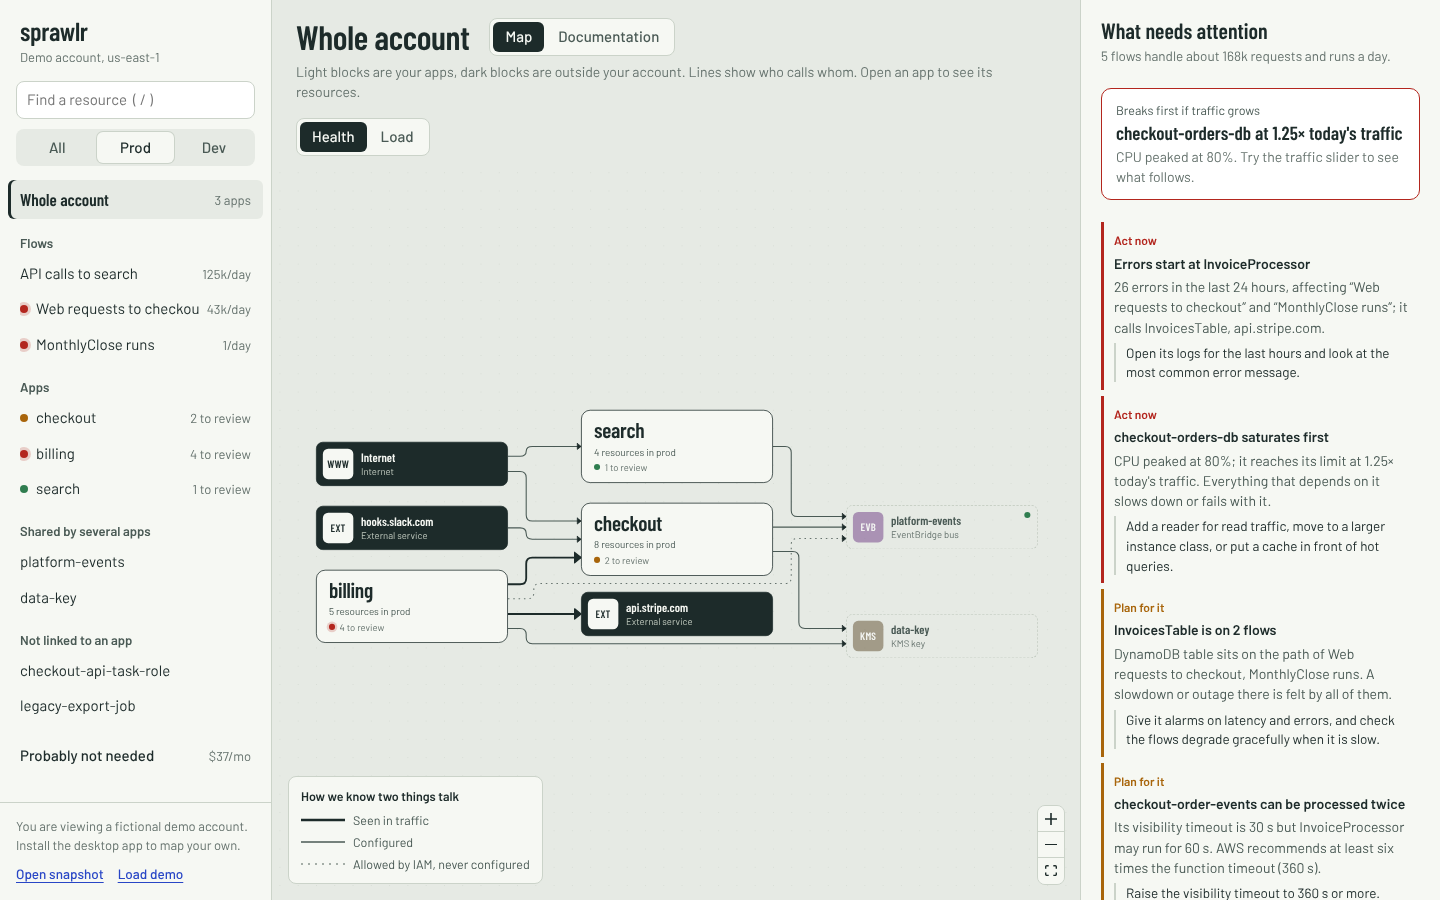 sprawlr
Demo account, us-east-1
Find a resource ( / )
All
Prod
Dev
Whole account
3 apps
Flows
API calls to search
125k/day
Web requests to checkou
43k/day
MonthlyClose runs
1/day
Apps
checkout
2 to review
billing
4 to review
search
1 to review
Shared by several apps
platform-events
data-key
Not linked to an app
checkout-api-task-role
legacy-export-job
Probably not needed
$37/mo
You are viewing a fictional demo account.
Install the desktop app to map your own.
Open snapshot
Load demo
Whole account
Map
Documentation
Light blocks are your apps, dark blocks are outside your account. Lines show who calls whom. Open an app to see its
resources.
Health
Load
WWW
Internet
Internet
EXT
hooks.slack.com
External service
billing
5 resources in prod
4 to review
search
4 resources in prod
1 to review
checkout
8 resources in prod
2 to review
EXT
api.stripe.com
External service
EVB
platform-events
EventBridge bus
KMS
data-key
KMS key
How we know two things talk
Seen in traffic
Configured
Allowed by IAM, never configured
What needs attention
5 flows handle about 168k requests and runs a day.
Breaks first if traffic grows
checkout-orders-db at 1.25× today's traffic
CPU peaked at 80%. Try the traffic slider to see
what follows.
Act now
Errors start at InvoiceProcessor
26 errors in the last 24 hours, affecting “Web
requests to checkout” and “MonthlyClose runs”; it
calls InvoicesTable, api.stripe.com.
Open its logs for the last hours and look at the
most common error message.
Act now
checkout-orders-db saturates first
CPU peaked at 80%; it reaches its limit at 1.25×
today's traffic. Everything that depends on it
slows down or fails with it.
Add a reader for read traffic, move to a larger
instance class, or put a cache in front of hot
queries.
Plan for it
InvoicesTable is on 2 flows
DynamoDB table sits on the path of Web
requests to checkout, MonthlyClose runs. A
slowdown or outage there is felt by all of them.
Give it alarms on latency and errors, and check
the flows degrade gracefully when it is slow.
Plan for it
checkout-order-events can be processed twice
Its visibility timeout is 30 s but InvoiceProcessor
may run for 60 s. AWS recommends at least six
times the function timeout (360 s).
Raise the visibility timeout to 360 s or more.